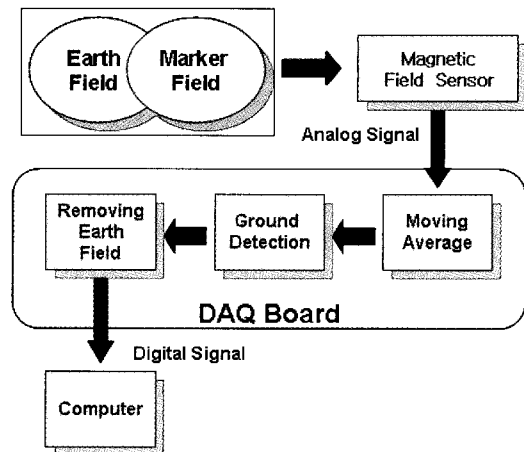 Earth
Field
Marker
Field
Magnetic
Field Sensor
Analog Signal
Removing
Earth
Field
Ground
Detection
Moving
Average
DAQ Board
Digital Signal
Computer